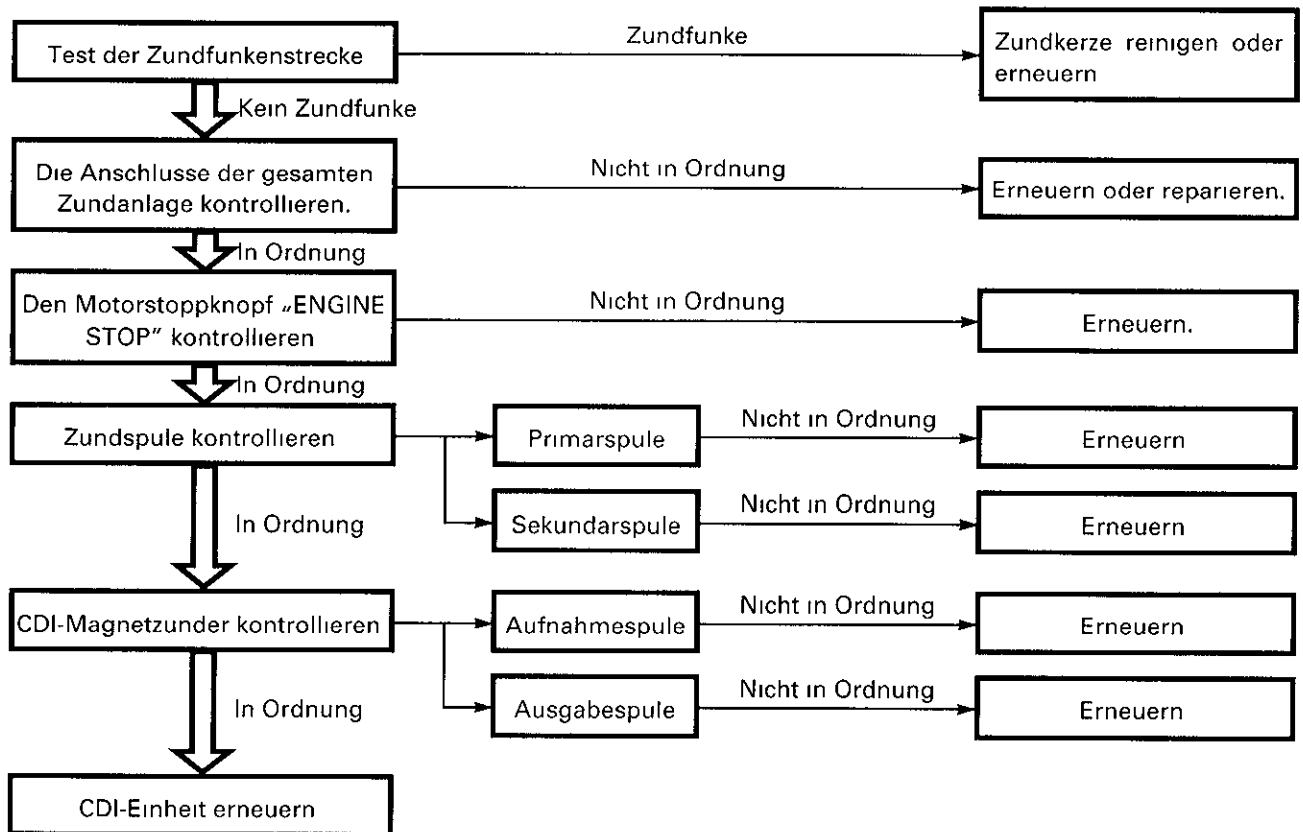 Test der Zundfunkenstrecke
Zundfunke
Zundkerze reinigen oder
erneuern
Kein Zundfunke
Die Anschlusse der gesamten
Zundanlage kontrollieren.
Nicht in Ordnung
Erneuern oder reparieren.
In Ordnung
Den Motorstoppknopf „ENGINE
STOP" kontrollieren
Nicht in Ordnung
Erneuern.
In Ordnung
Zundspule kontrollieren
Primarspule
Nicht in Ordnung
Erneuern
Sekundarspule
Nicht in Ordnung
Erneuern
In Ordnung
CDI-Magnetzunder kontrollieren
Aufnahmespule
Nicht in Ordnung
Erneuern
Ausgabespule
Nicht in Ordnung
Erneuern
In Ordnung
CDI-Einheit erneuern